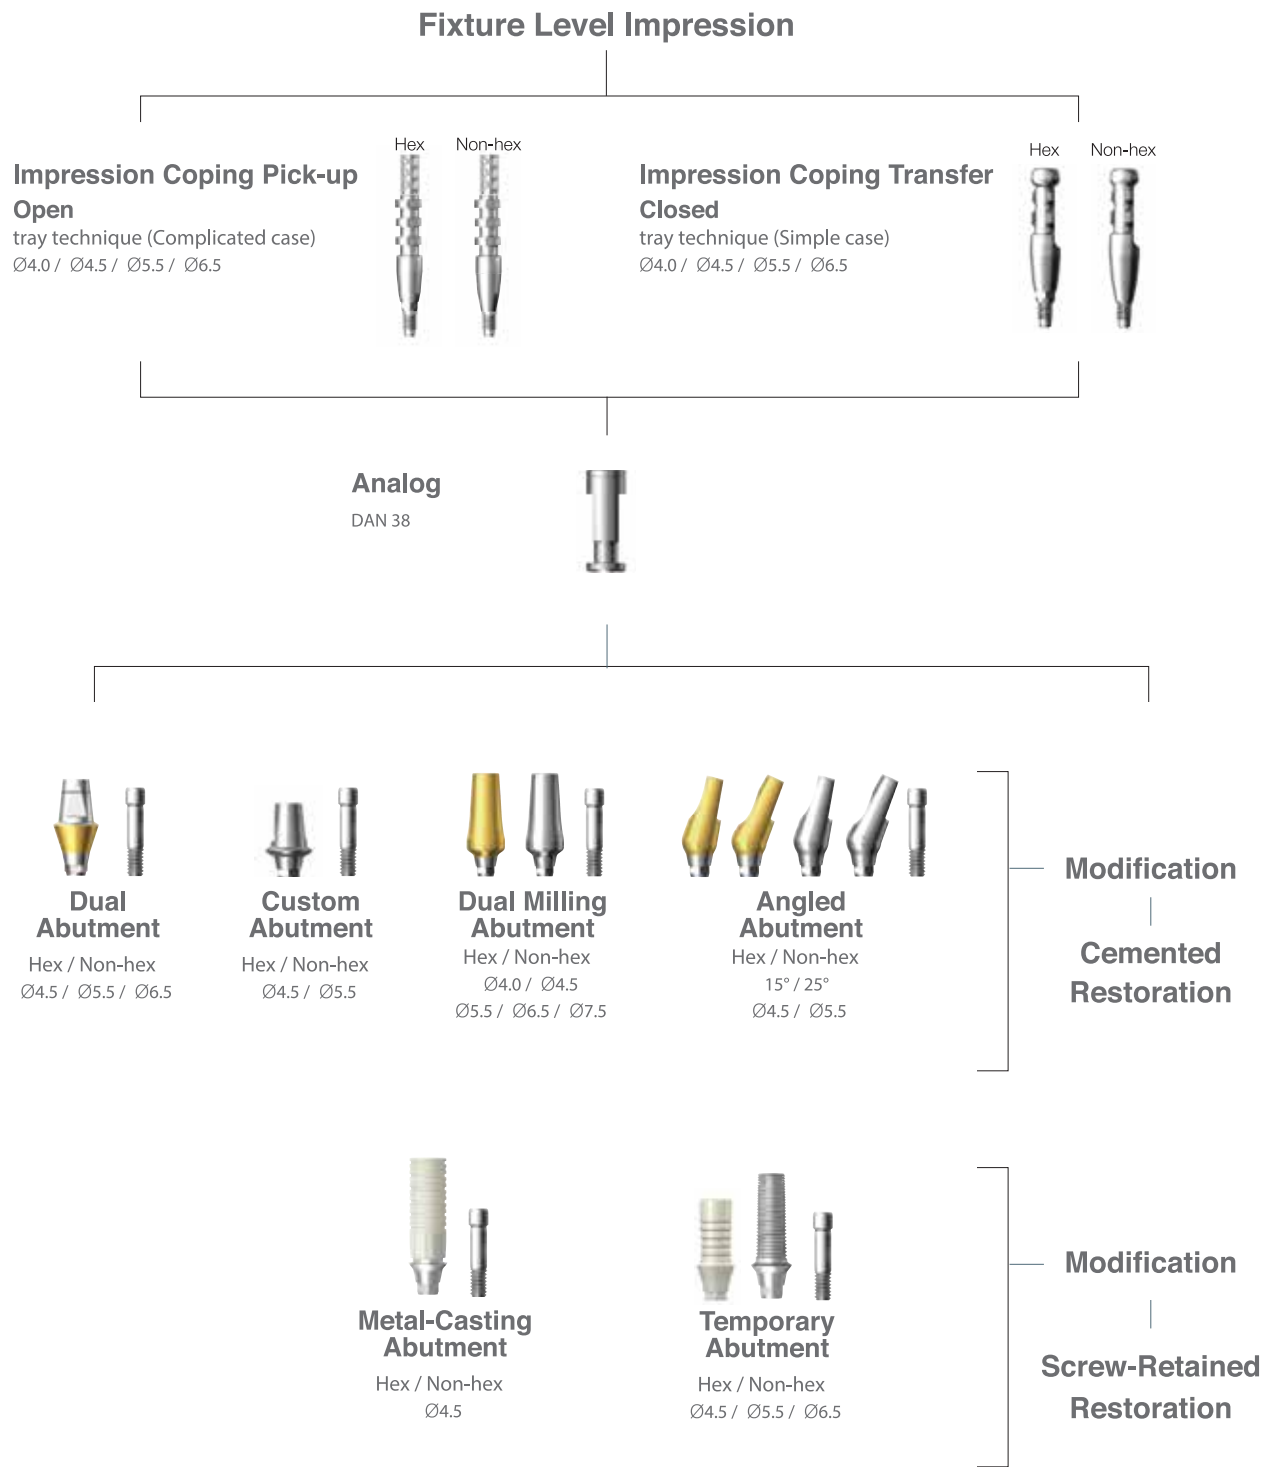 Fixture Level Impression
Impression Coping Pick-up
Open
tray technique (Complicated case)
Ø4.0 / Ø4.5 / Ø5.5 / Ø6.5
Hex Non-hex
Impression Coping Transfer
Closed
tray technique (Simple case)
Ø4.0 / Ø4.5 / Ø5.5 / Ø6.5
Hex Non-hex
Analog
DAN 38
Dual
Abutment
Hex / Non-hex
Ø4.5 / Ø5.5 / Ø6.5
Custom
Abutment
Hex / Non-hex
Ø4.5 / Ø5.5
Dual Milling
Abutment
Hex / Non-hex
Ø4.0 / Ø4.5
Ø5.5 / Ø6.5 / Ø7.5
Angled
Abutment
Hex / Non-hex
15° / 25°
Ø4.5 / Ø5.5
Modification
Cemented
Restoration
Metal-Casting
Abutment
Hex / Non-hex
Ø4.5
Temporary
Abutment
Hex / Non-hex
Ø4.5 / Ø5.5 / Ø6.5
Modification
Screw-Retained
Restoration